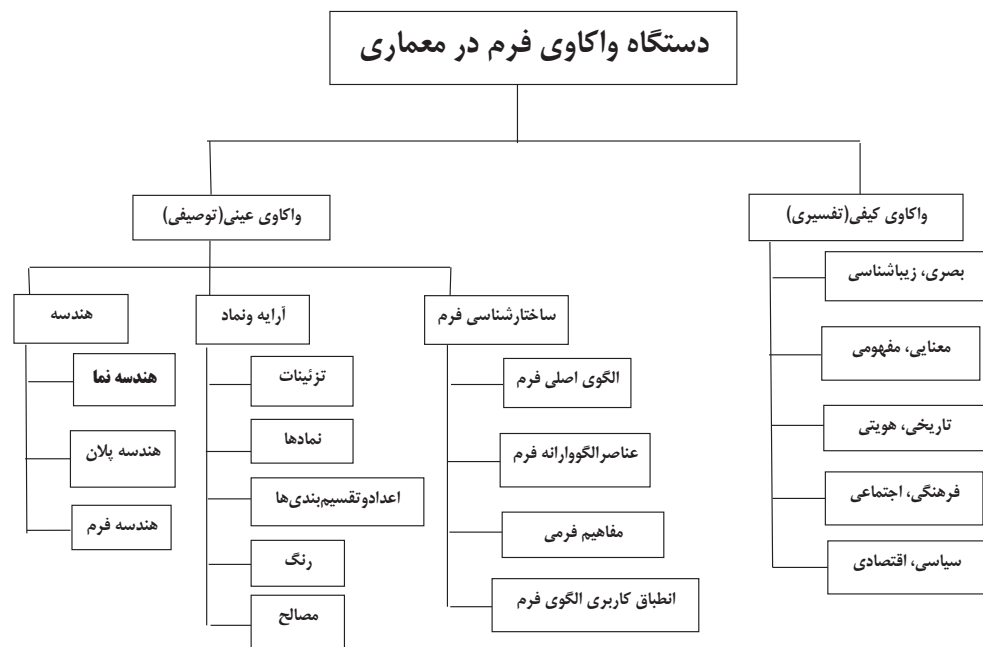 دستگاه واکاوی فرم در معماری
واکاوی کیفی(تفسیری)
بصری، زیباشناسی
معنایی، مفهومی
تاریخی، هویتی
فرهنگی، اجتماعی
سیاسی، اقتصادی
واکاوی عینی(توصیفی)
ساختارشناسی فرم
الگوی اصلی فرم
عناصرالگووارانه فرم
مفاهیم فرمی
انطباق کاربری الگوی فرم
آرایه ونماد
تزئینات
نمادها
اعدادوتقسیم‌بندی‌ها
رنگ
مصالح
هندسه
هندسه نما
هندسه پلان
هندسه فرم